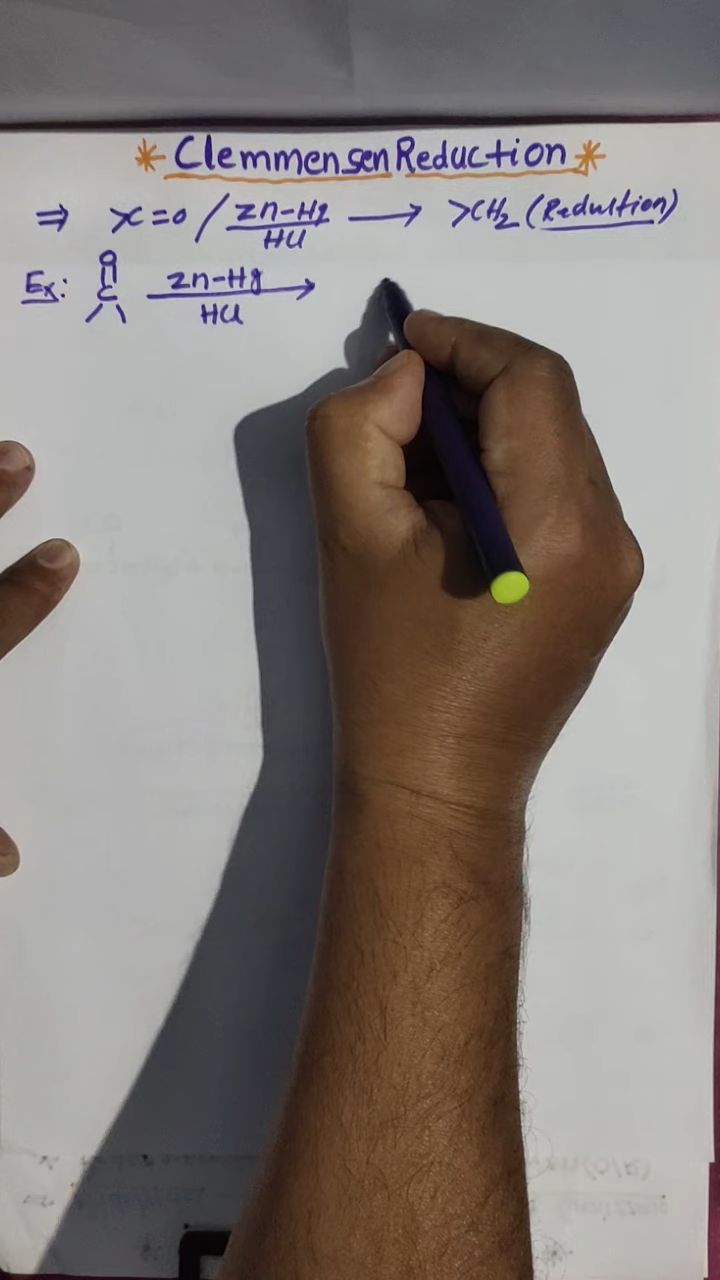 * Clemmensen Reduction *
⇒ >C=O / Zn-Hg / HCl → >CH2 (Reduction)
Ex: O || C / \ Zn-Hg / HCl →